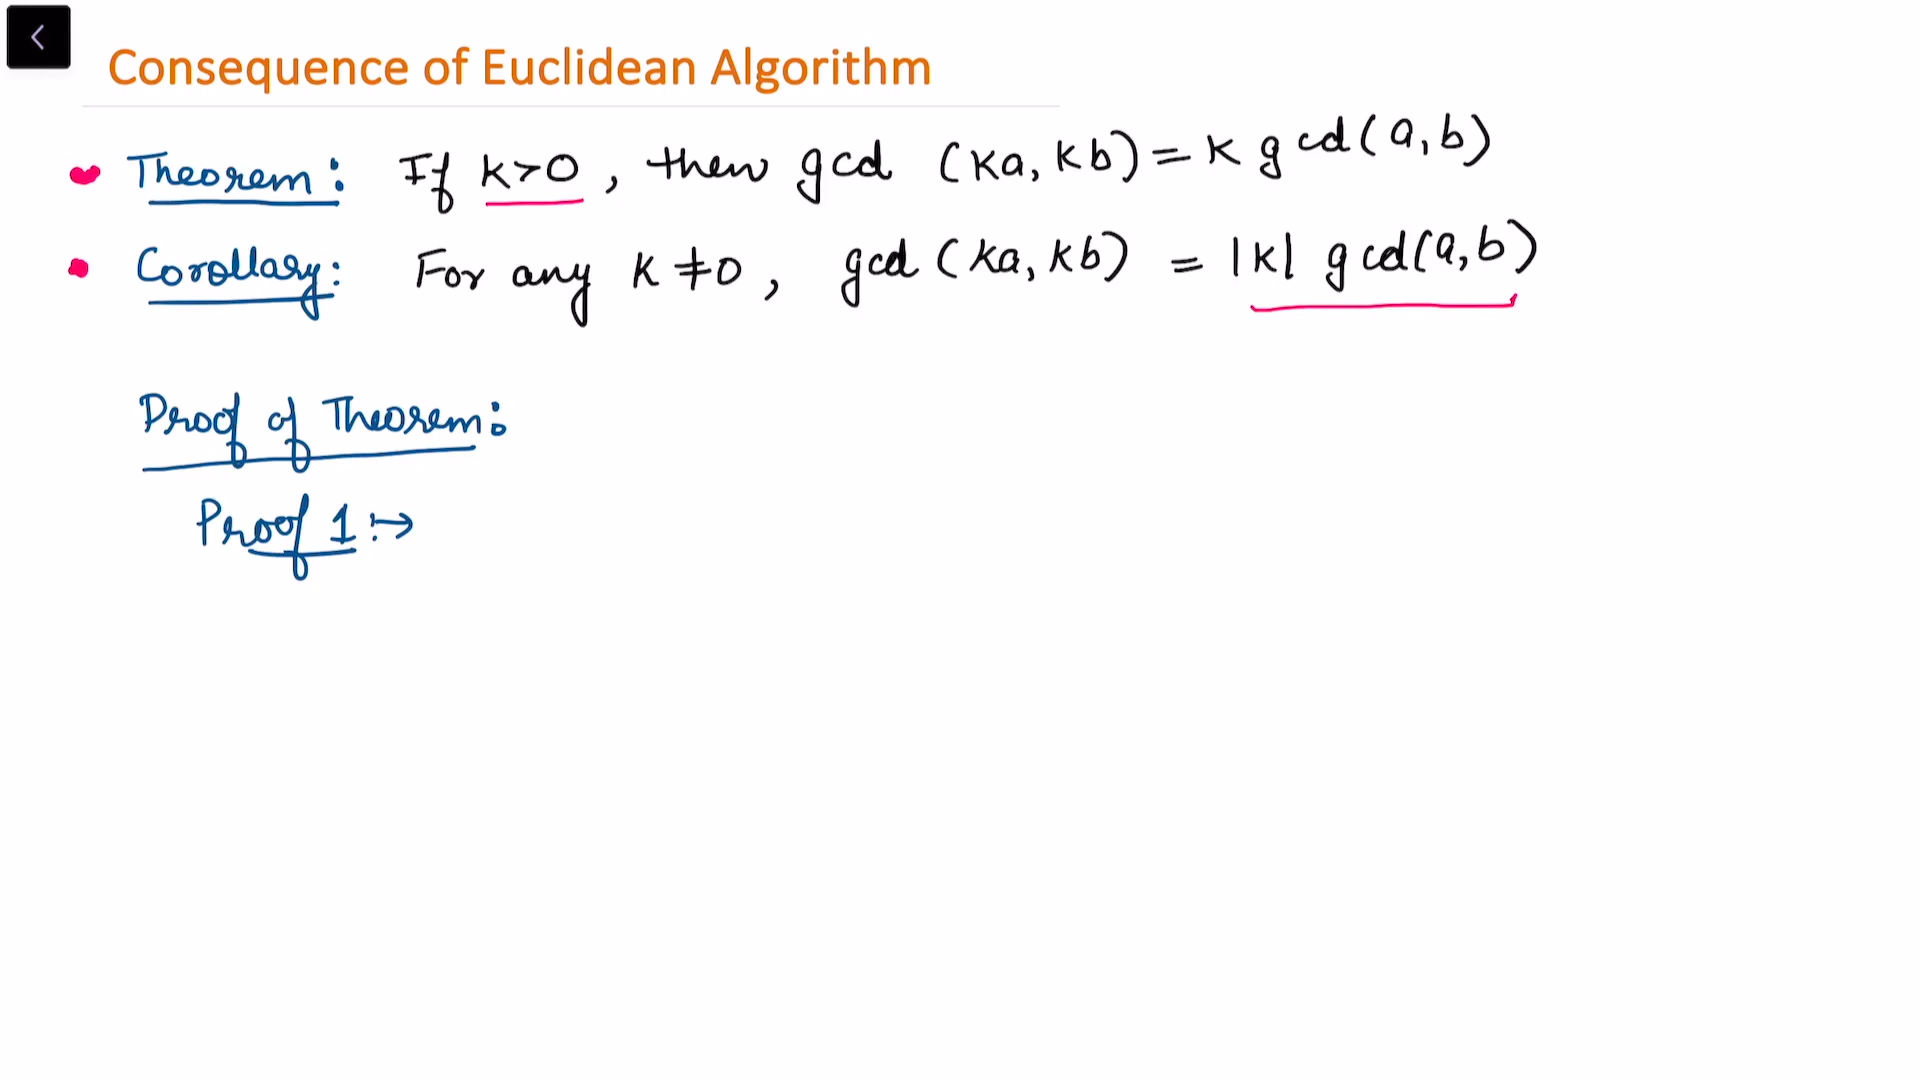 Consequence of Euclidean Algorithm
Theorem: If k>0, then gcd (ka, kb) = k gcd(a,b)
Corollary: For any k ≠ 0, gcd (ka, kb) = |k| gcd(a,b)
Proof of Theorem:
Proof 1:→